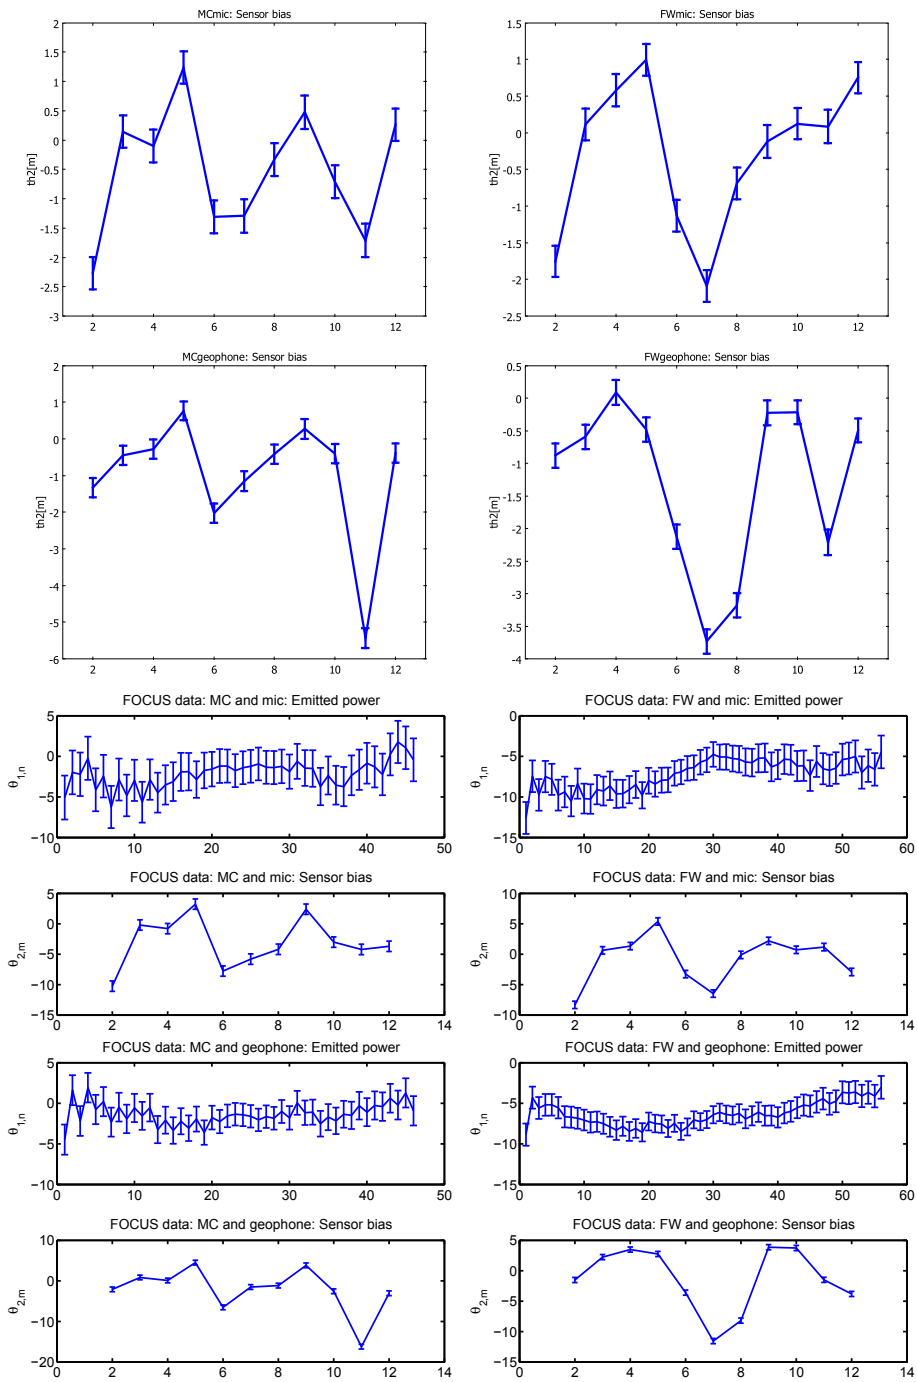 MCmic: Sensor bias
2
1.5
1
0.5
0
-0.5
-1
-1.5
-2
-2.5
-3
th2[m]
2 4 6 8 10 12
FWmic: Sensor bias
1.5
1
0.5
0
-0.5
-1
-1.5
-2
-2.5
th2[m]
2 4 6 8 10 12
MCgeophone: Sensor bias
2
1
0
-1
-2
-3
-4
-5
-6
th2[m]
2 4 6 8 10 12
FWgeophone: Sensor bias
0.5
0
-0.5
-1
-1.5
-2
-2.5
-3
-3.5
-4
th2[m]
2 4 6 8 10 12
FOCUS data: MC and mic: Emitted power
5
0
−5
−10
θ1,n
0 10 20 30 40 50
FOCUS data: FW and mic: Emitted power
0
−5
−10
−15
θ1,n
0 10 20 30 40 50 60
FOCUS data: MC and mic: Sensor bias
5
0
−5
−10
−15
θ2,m
0 2 4 6 8 10 12 14
FOCUS data: FW and mic: Sensor bias
10
5
0
−5
−10
θ2,m
0 2 4 6 8 10 12 14
FOCUS data: MC and geophone: Emitted power
5
0
−5
−10
θ1,n
0 10 20 30 40 50
FOCUS data: FW and geophone: Emitted power
0
−5
−10
−15
θ1,n
0 10 20 30 40 50 60
FOCUS data: MC and geophone: Sensor bias
10
0
−10
−20
θ2,m
0 2 4 6 8 10 12 14
FOCUS data: FW and geophone: Sensor bias
5
0
−5
−10
−15
θ2,m
0 2 4 6 8 10 12 14